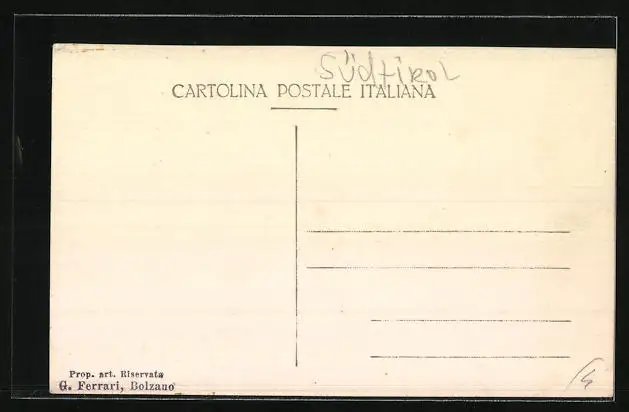 Südtirol
CARTOLINA POSTALE ITALIANA
Prop. art. Riservata
G. Ferrari, Bolzano